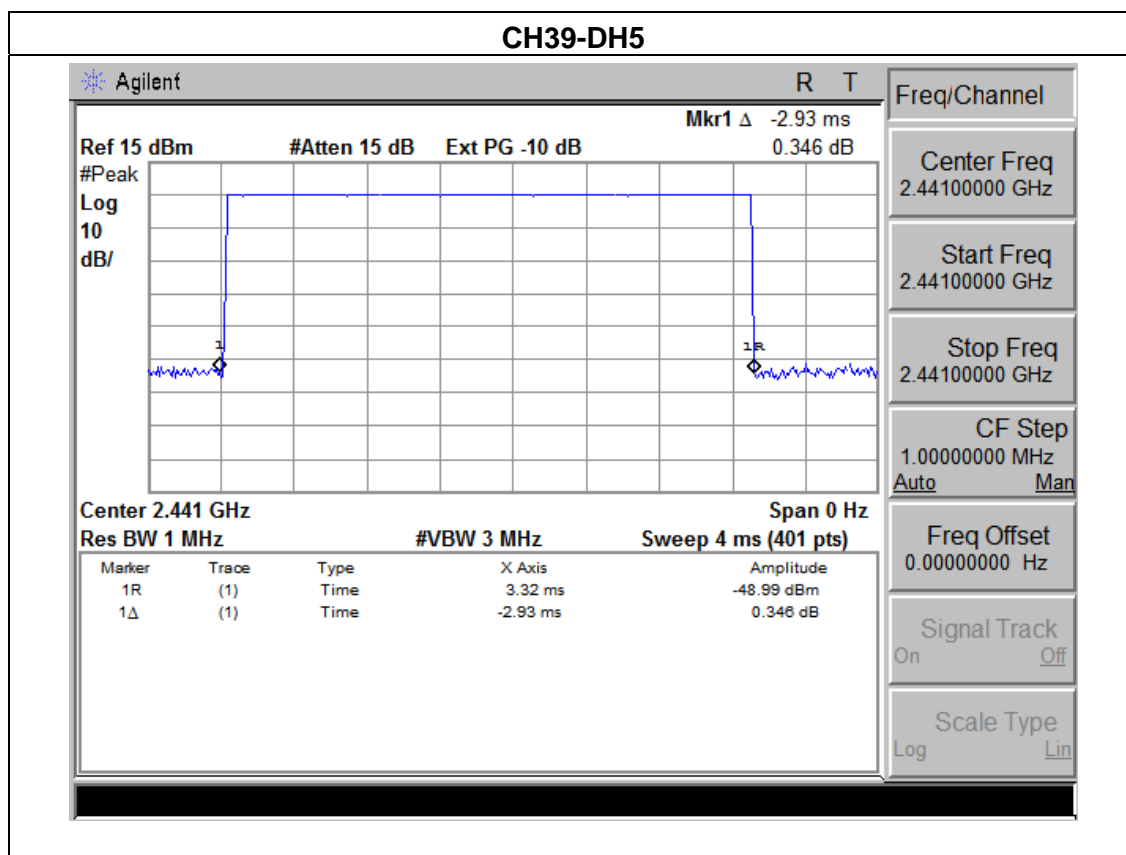 CH39-DH5
Agilent R T
Mkr1 Δ -2.93 ms
Ref 15 dBm #Atten 15 dB Ext PG -10 dB 0.346 dB
#Peak
Log
10
dB/
1
1R
Center 2.441 GHz Span 0 Hz
Res BW 1 MHz #VBW 3 MHz Sweep 4 ms (401 pts)
Marker Trace Type X Axis Amplitude
1R (1) Time 3.32 ms -48.99 dBm
1Δ (1) Time -2.93 ms 0.346 dB
Freq/Channel
Center Freq
2.44100000 GHz
Start Freq
2.44100000 GHz
Stop Freq
2.44100000 GHz
CF Step
1.00000000 MHz
Auto Man
Freq Offset
0.00000000 Hz
Signal Track
On Off
Scale Type
Log Lin